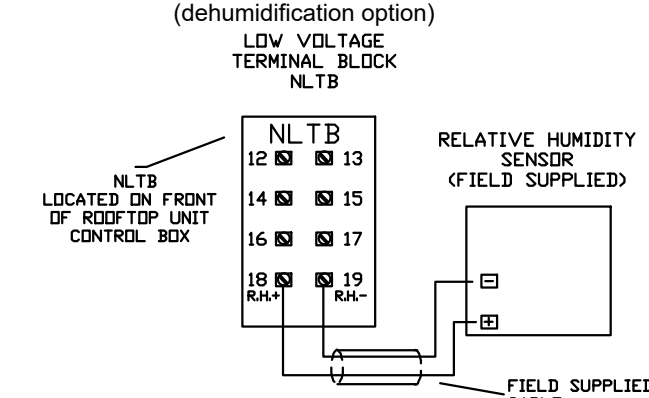 (dehumidification option)
LOW VOLTAGE
TERMINAL BLOCK
NLTB
NLTB
12 13
14 15
16 17
18 19
R.H.+ R.H.-
NLTB
LOCATED ON FRONT
OF ROOFTOP UNIT
CONTROL BOX
RELATIVE HUMIDITY
SENSOR
(FIELD SUPPLIED)
-
+
FIELD SUPPLIED